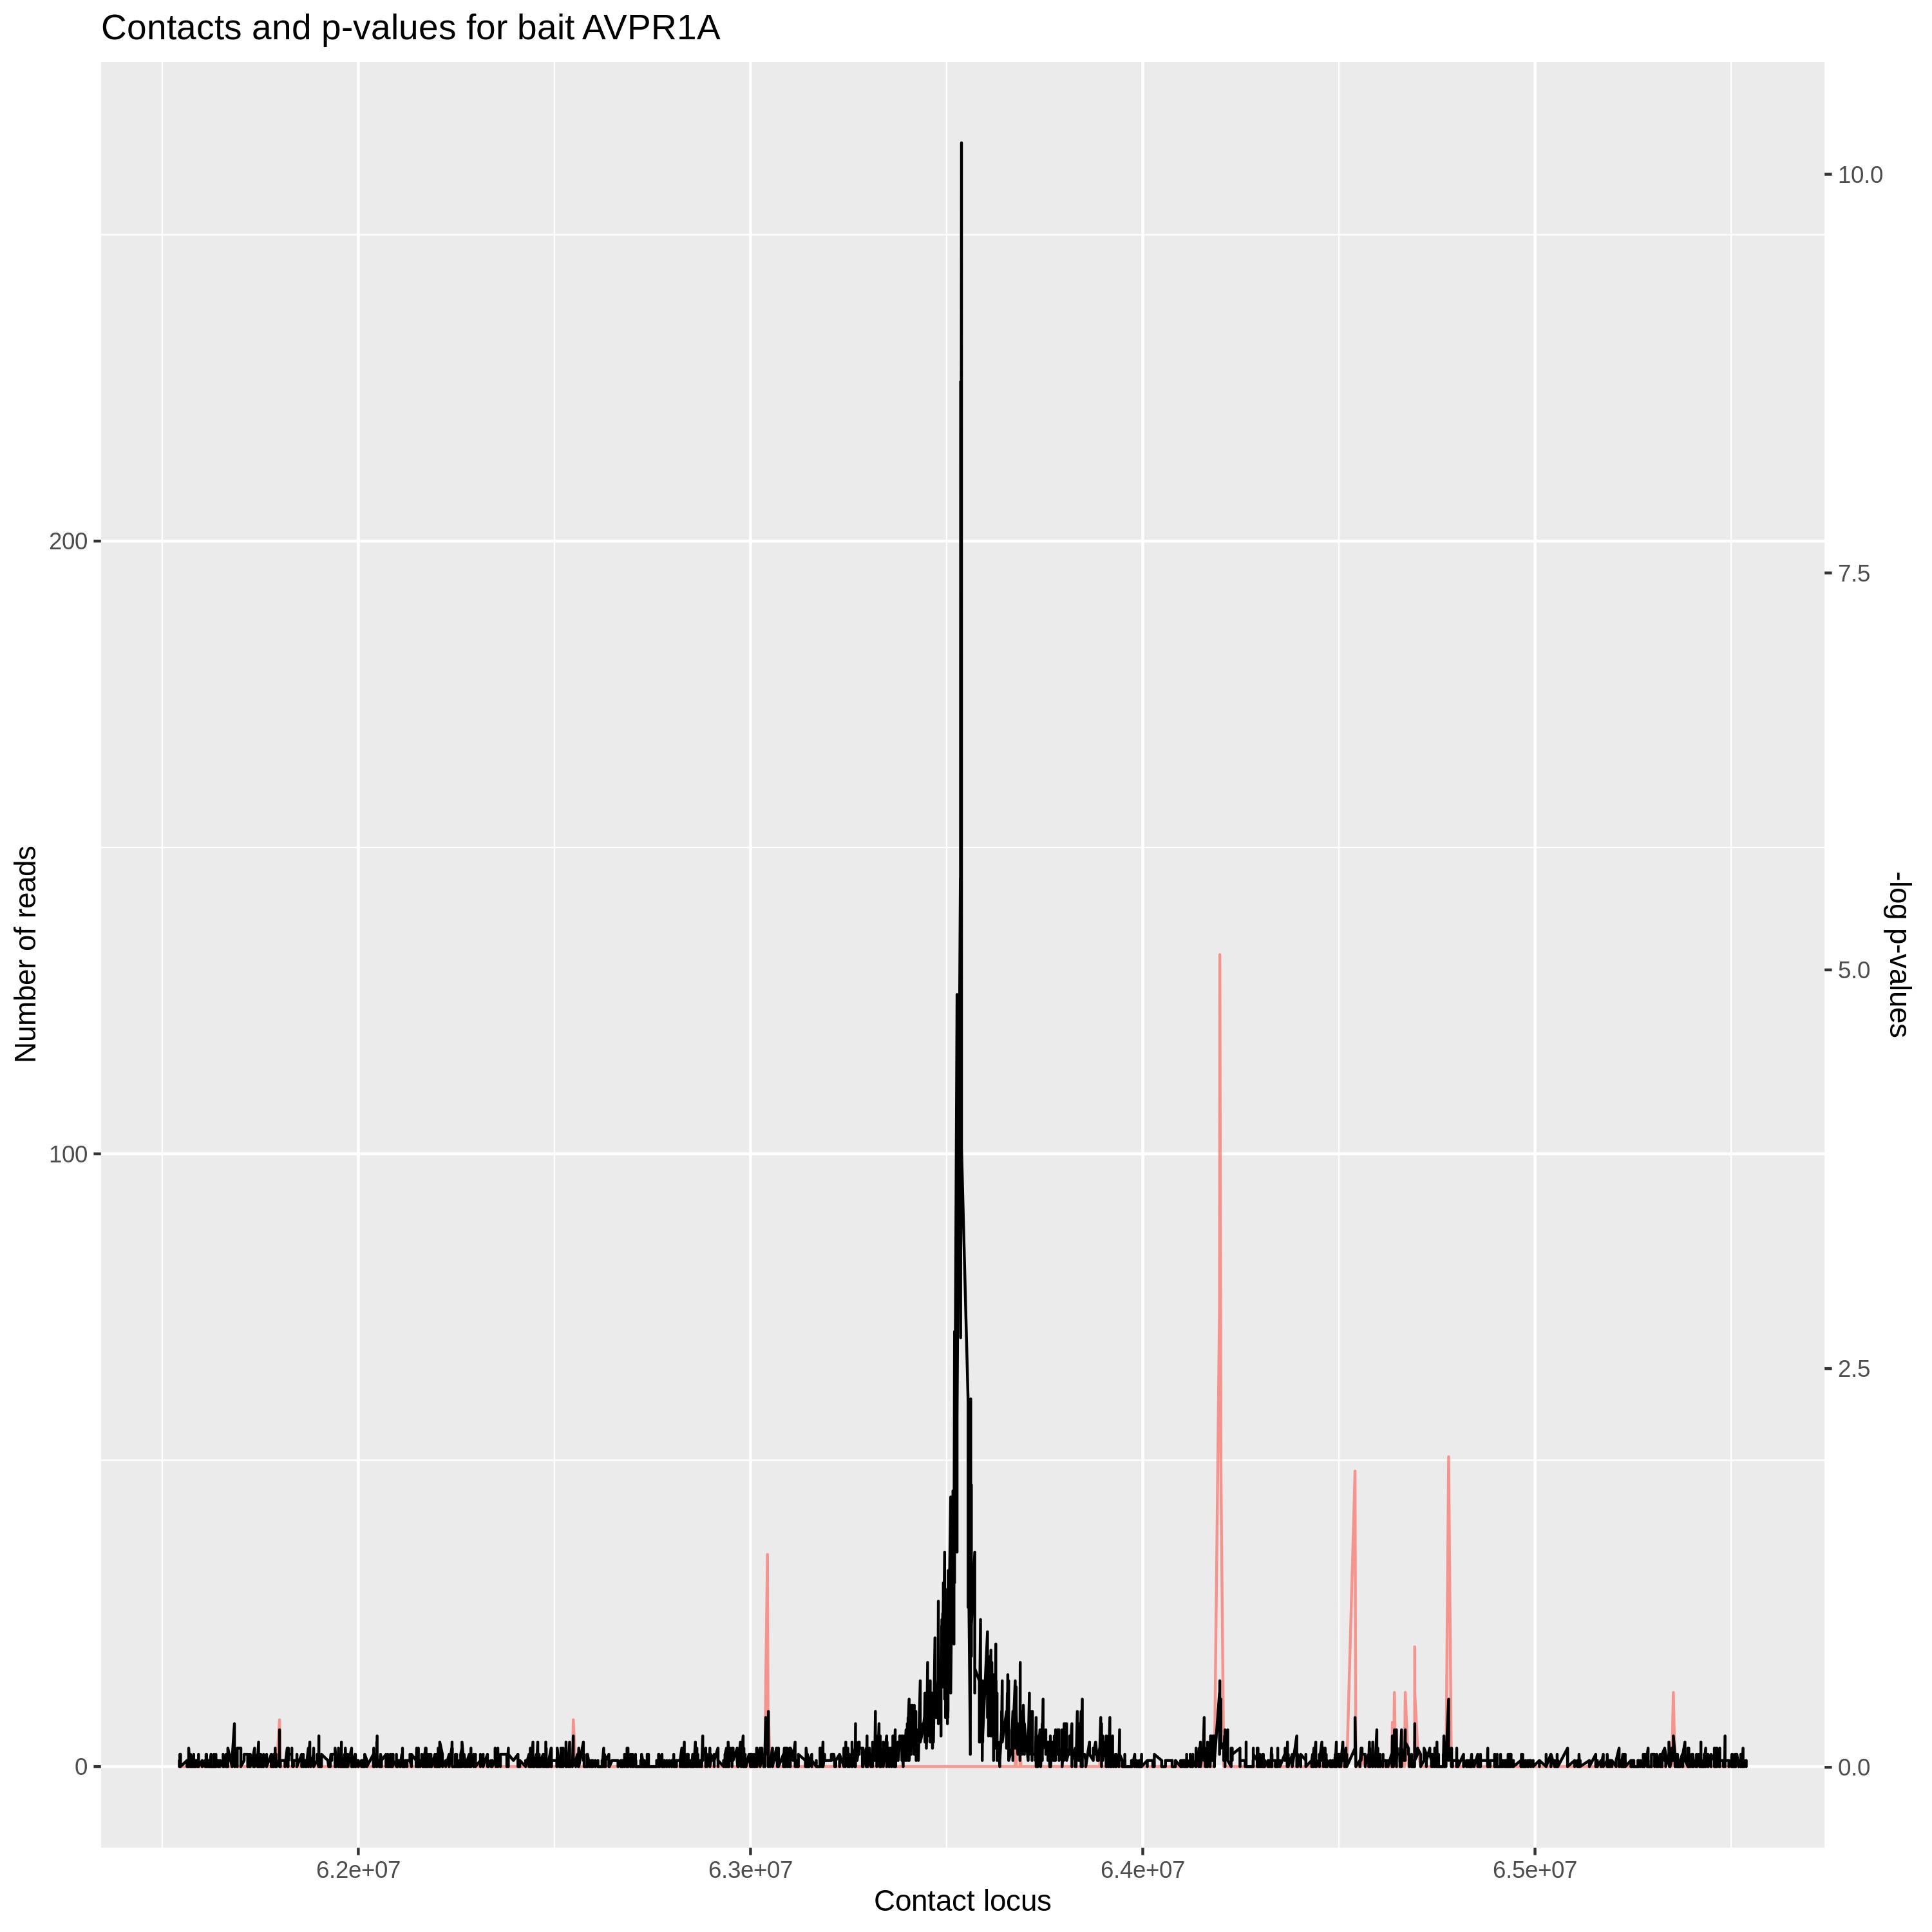 Contacts and p-values for bait AVPR1A
Number of reads
200
100
0
10.0
7.5
5.0
2.5
0.0
-log p-values
6.2e+07 6.3e+07 6.4e+07 6.5e+07
Contact locus